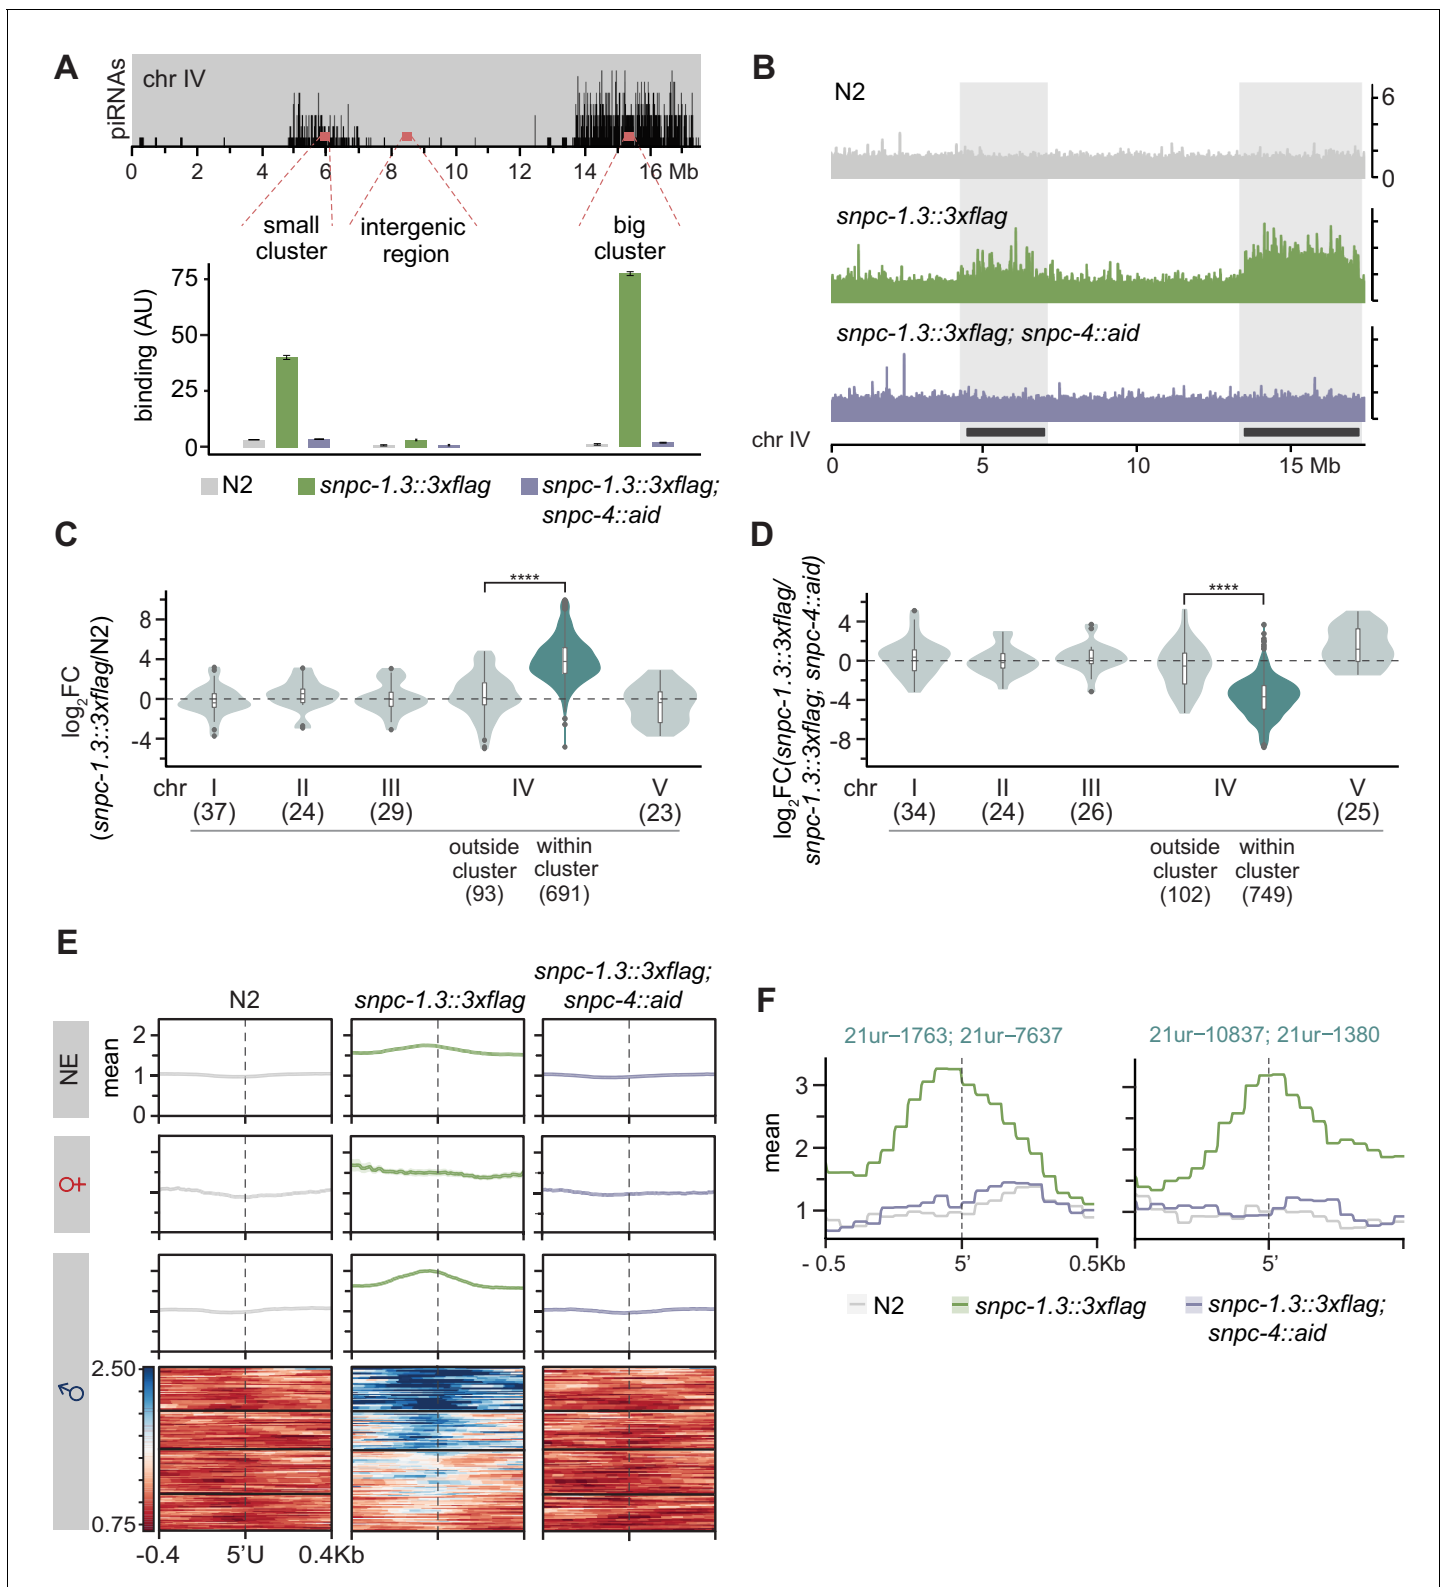 A
piRNAs
chr IV
0 2 4 6 8 10 12 14 16 Mb
small
cluster
intergenic
region
big
cluster
binding (AU)
75
50
25
0
N2
snpc-1.3::3xflag
snpc-1.3::3xflag;
snpc-4::aid
B
N2
6
0
snpc-1.3::3xflag
snpc-1.3::3xflag; snpc-4::aid
chr IV
0 5 10 15 Mb
C
log2FC
(snpc-1.3::3xflag/N2)
8
4
0
-4
****
chr I II III IV V
(37) (24) (29) (23)
outside
cluster
(93)
within
cluster
(691)
D
log2FC(snpc-1.3::3xflag/
snpc-1.3::3xflag; snpc-4::aid)
4
0
-4
-8
****
chr I II III IV V
(34) (24) (26) (25)
outside
cluster
(102)
within
cluster
(749)
E
N2
snpc-1.3::3xflag
snpc-1.3::3xflag;
snpc-4::aid
NE
mean
2
1
0
♀
♂
2.50
0.75
-0.4 5'U 0.4Kb
F
21ur–1763; 21ur–7637
21ur–10837; 21ur–1380
mean
3
2
1
- 0.5 5' 0.5Kb
5'
N2
snpc-1.3::3xflag
snpc-1.3::3xflag;
snpc-4::aid